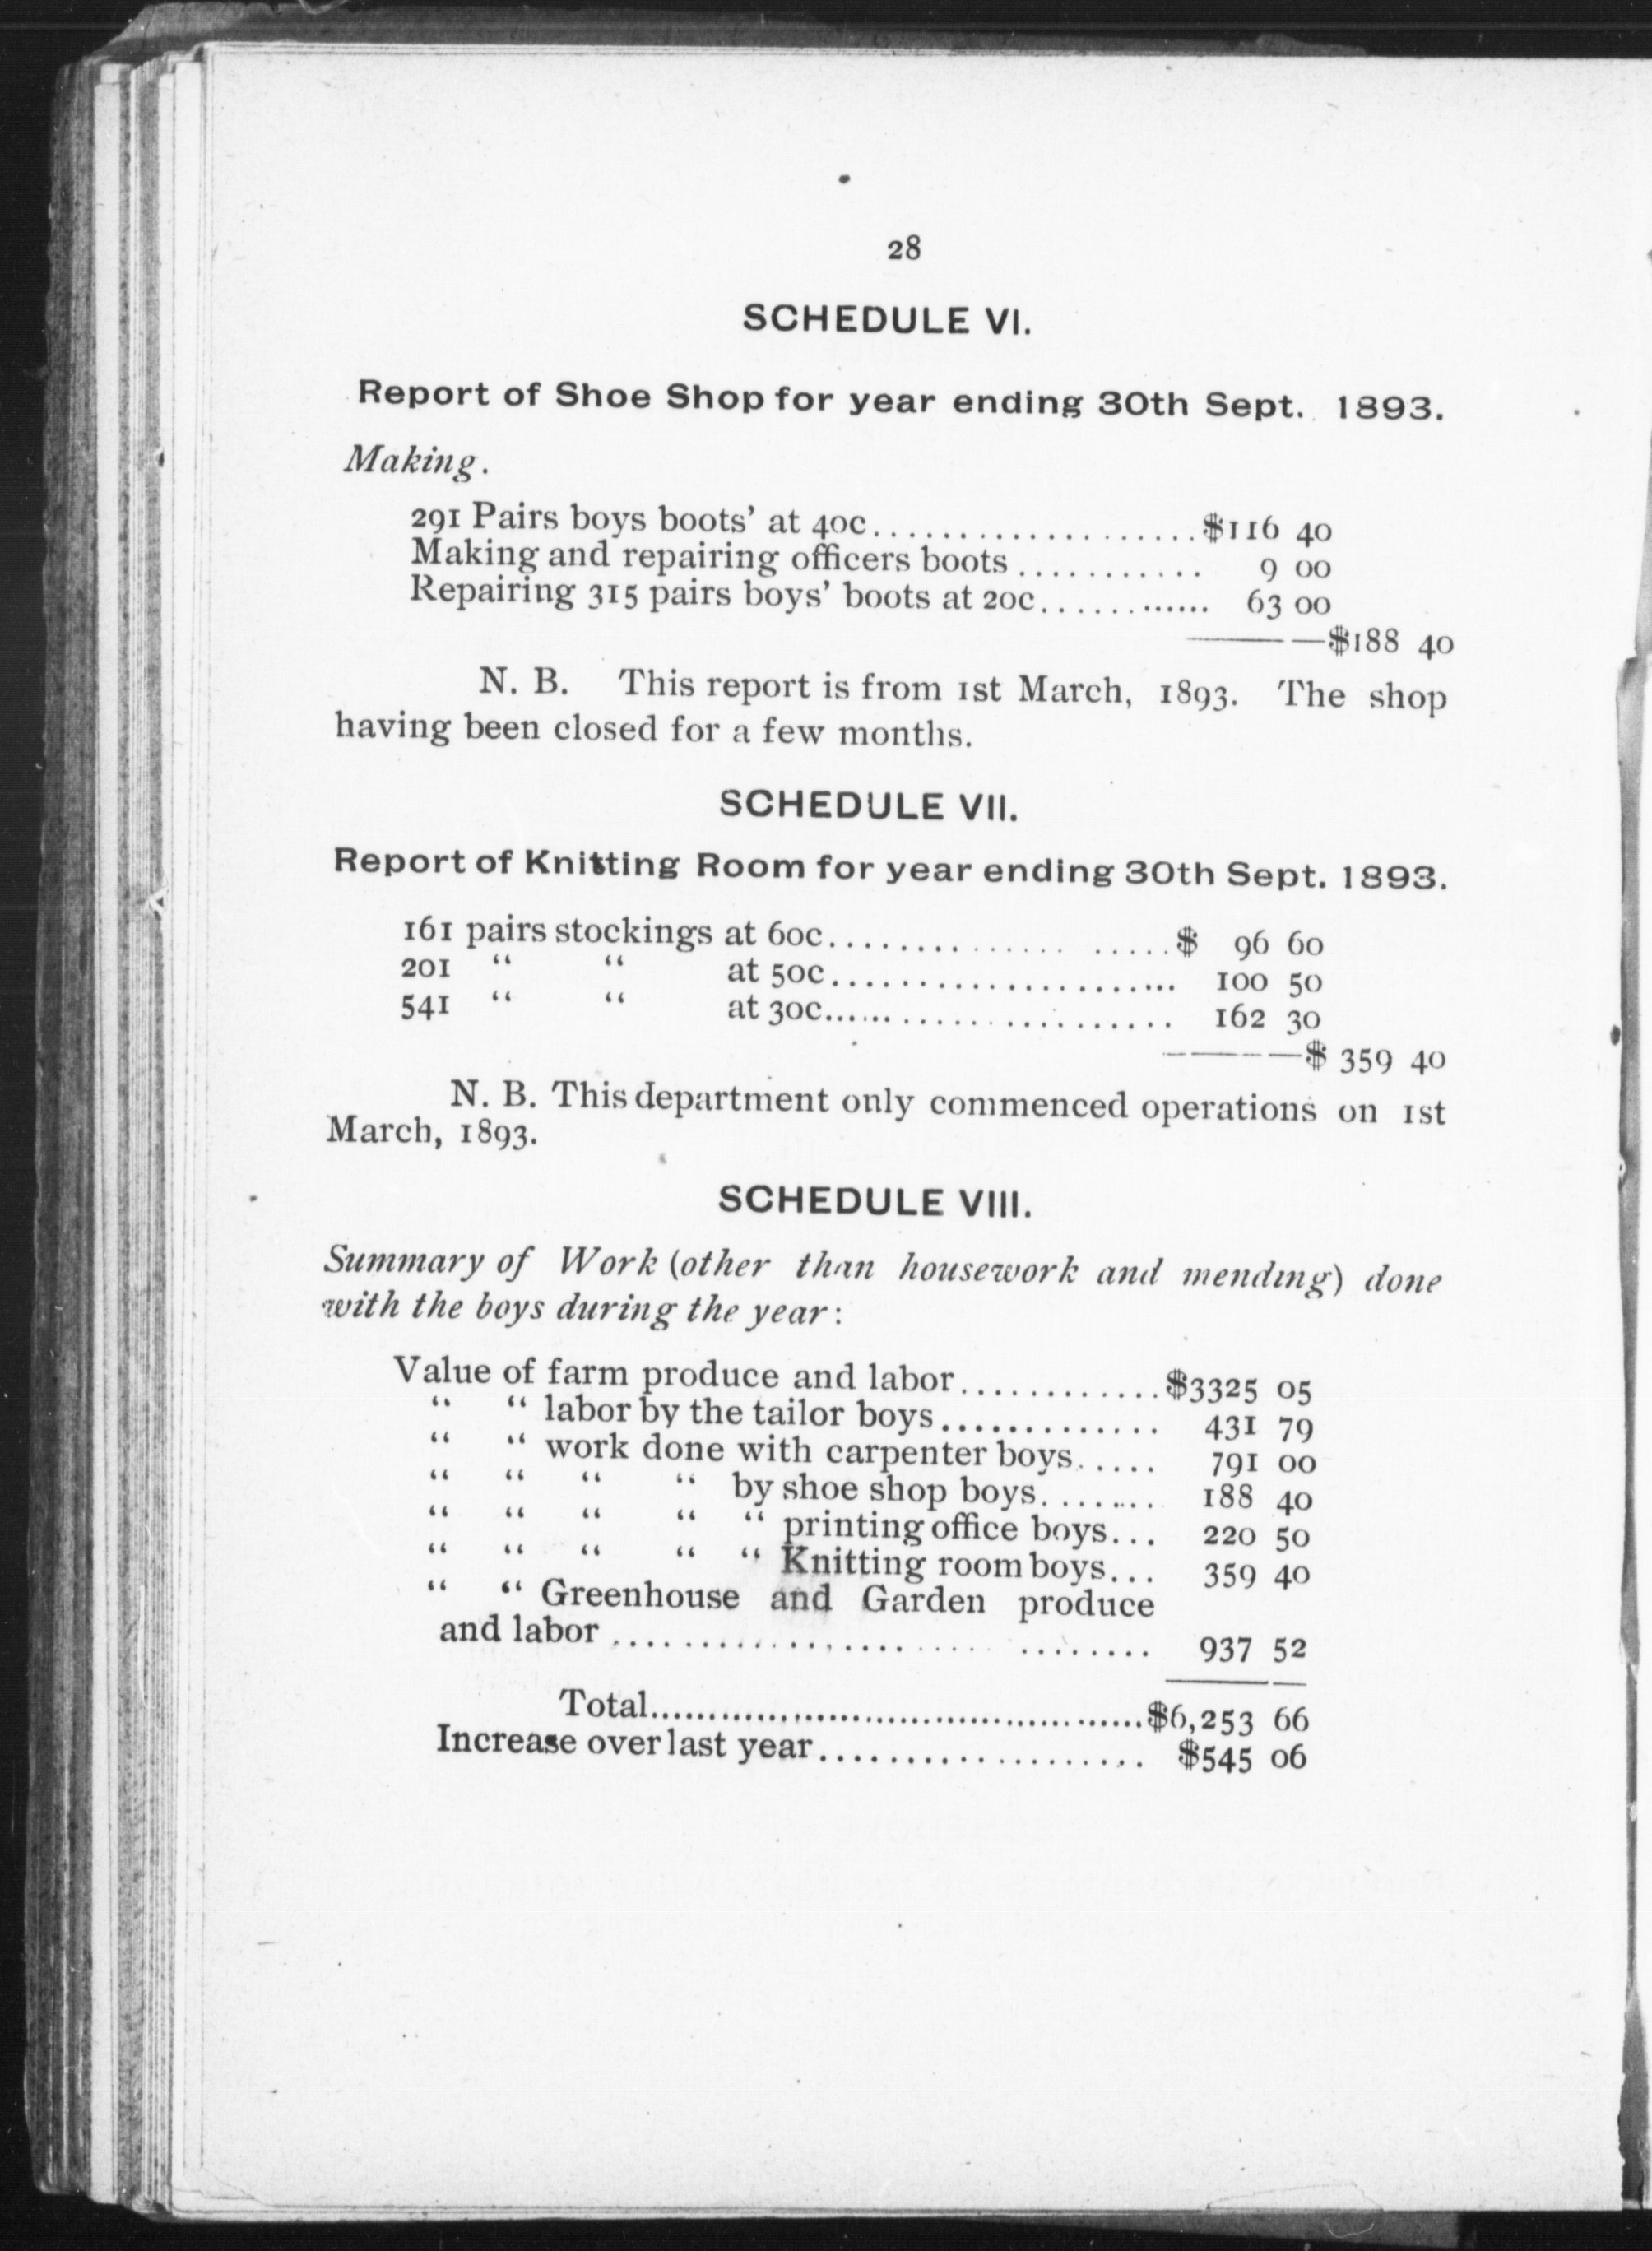 28
SCHEDULE VI.
Report of Shoe Shop for year ending 30th Sept. 1893.
Making.
291 Pairs boys boots' at 40c.....................$116 40
Making and repairing officers boots ........... 9 00
Repairing 315 pairs boys' boots at 20c............ 63 00
———— —$188 40
N. B. This report is from 1st March, 1893. The shop
having been closed for a few months.
SCHEDULE VII.
Report of Knitting Room for year ending 30th Sept. 1893.
161 pairs stockings at 60c.................... $ 96 60
201 “ “ at 50c..................... 100 50
541 “ “ at 30c..................... 162 30
————$ 359 40
N. B. This department only commenced operations on 1st
March, 1893.
SCHEDULE VIII.
Summary of Work (other than housework and mending) done
with the boys during the year:
Value of farm produce and labor............$3325 05
“ “ labor by the tailor boys............. 431 79
“ “ work done with carpenter boys..... 791 00
“ “ “ “ by shoe shop boys....... 188 40
“ “ “ “ “ printing office boys... 220 50
“ “ “ “ “ Knitting room boys... 359 40
“ “ Greenhouse and Garden produce
and labor ............................. 937 52
Total..........................................$6,253 66
Increase over last year................... $545 06